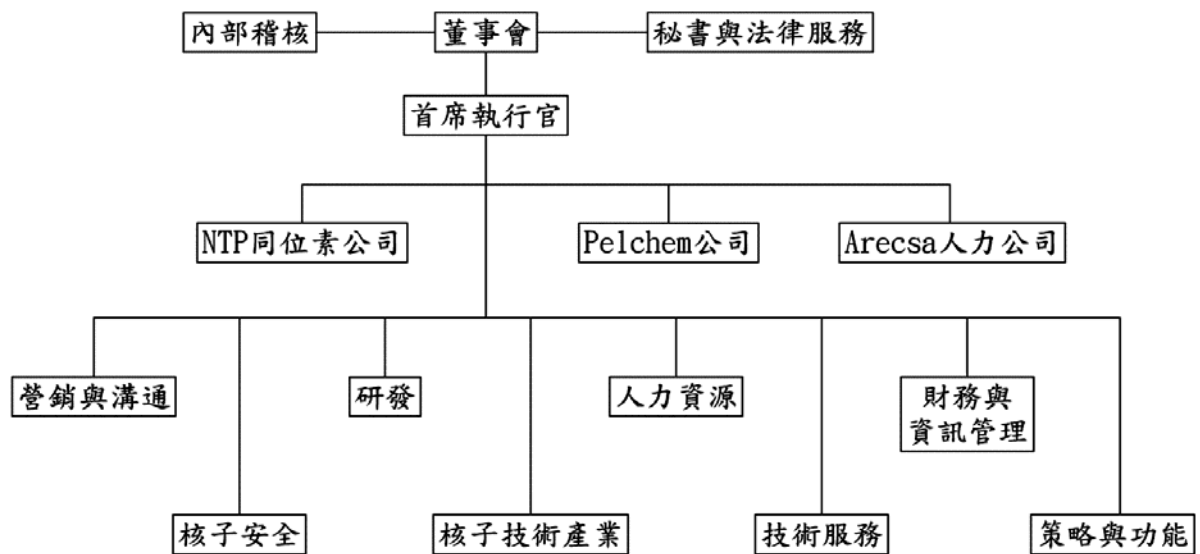 內部稽核
董事會
秘書與法律服務
首席執行官
NTP同位素公司
Pelchem公司
Arecsa人力公司
營銷與溝通
研發
人力資源
財務與
資訊管理
核子安全
核子技術產業
技術服務
策略與功能